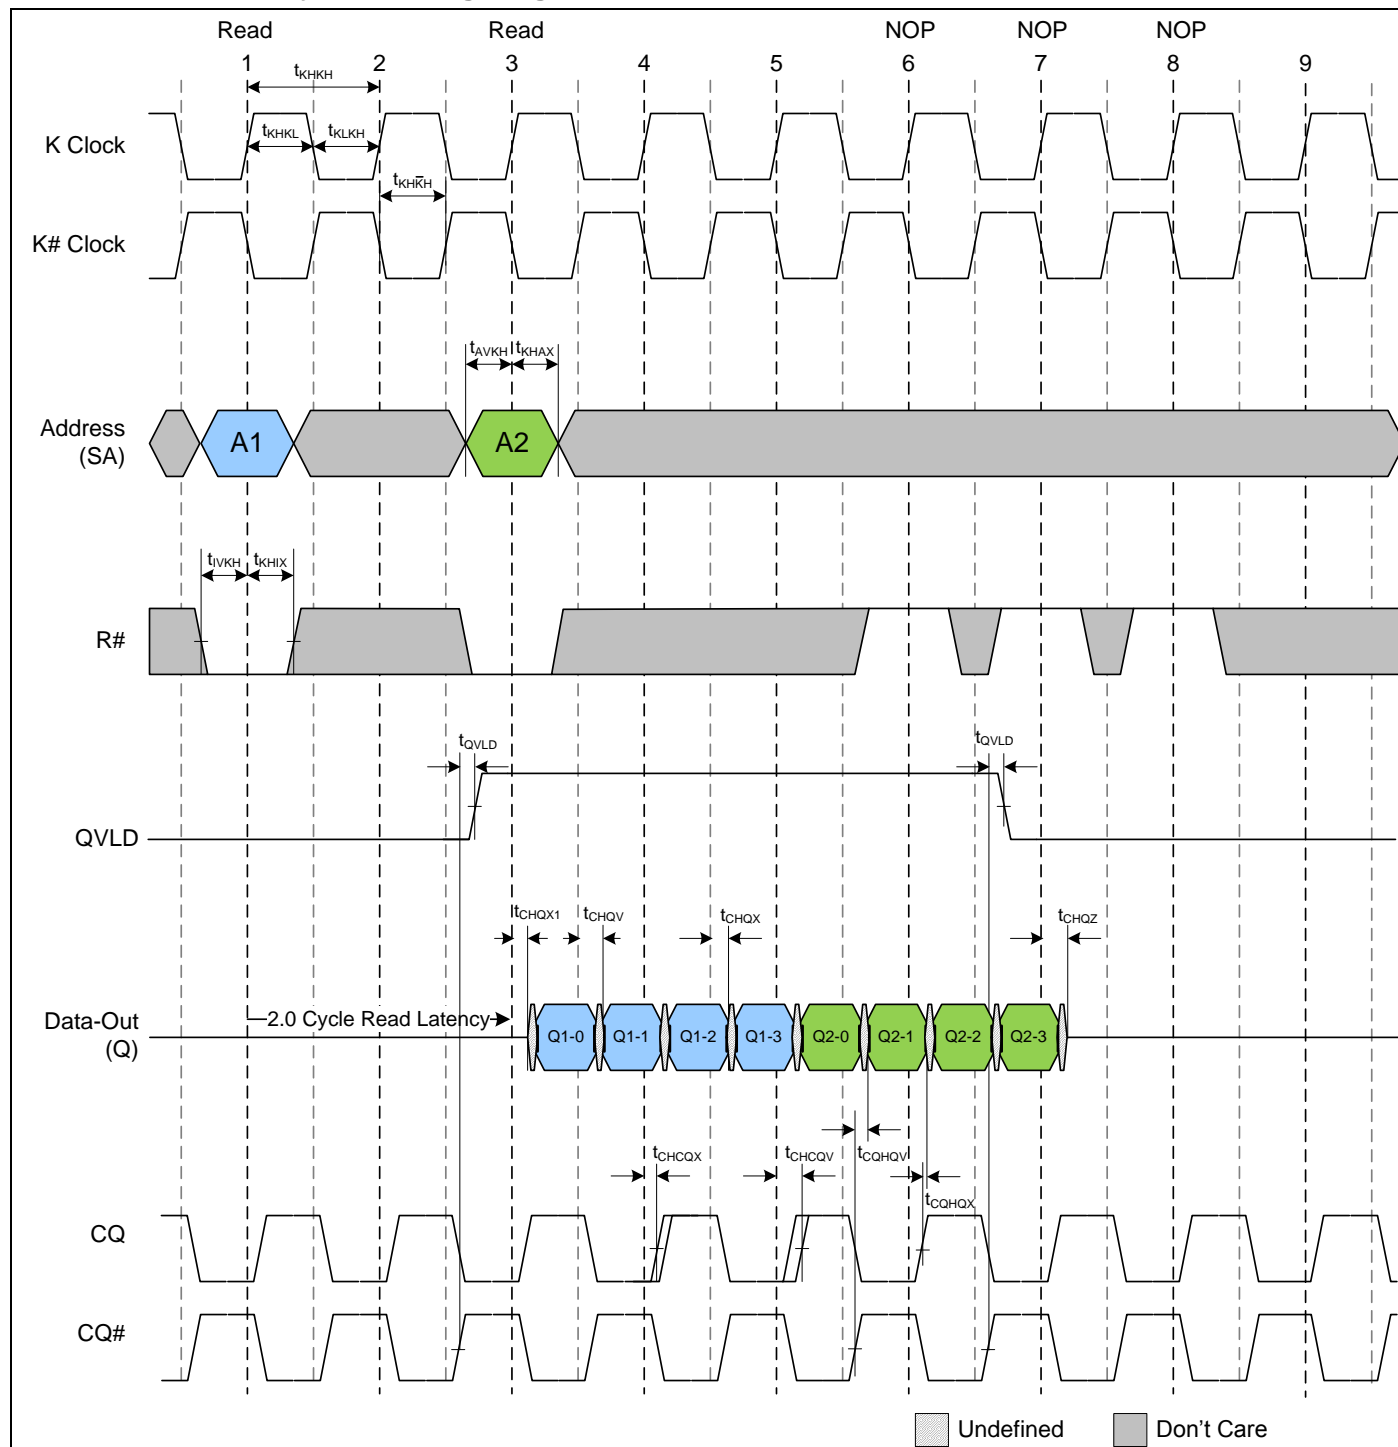 Read Read NOP NOP NOP
1 2 3 4 5 6 7 8 9
tKHKH
K Clock
tKHKL tKLKH
tKHK̅H
K# Clock
tAVKH tKHAX
Address
(SA)
A1 A2
tIVKH tKHIX
R#
tQVLD tQVLD
QVLD
tCHQX1 tCHQV tCHQX tCHQZ
Data-Out
(Q)
2.0 Cycle Read Latency
Q1-0 Q1-1 Q1-2 Q1-3 Q2-0 Q2-1 Q2-2 Q2-3
tCHCQX tCHCQV tCQHQV
tCQHQX
CQ
CQ#
Undefined Don't Care